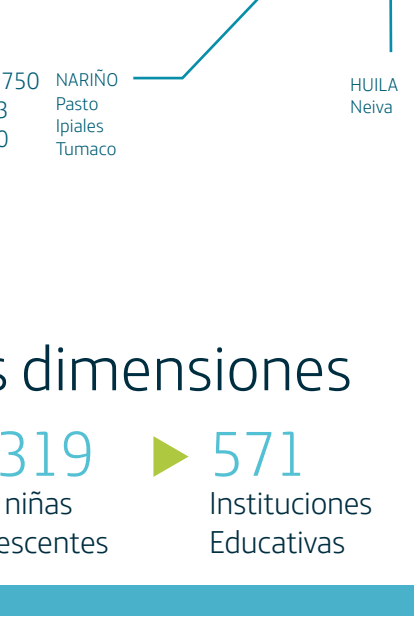 750 NARIÑO
3 Pasto
0 Ipiales
Tumaco
HUILA
Neiva
s dimensiones
319
niñas
escentes
571
Instituciones
Educativas